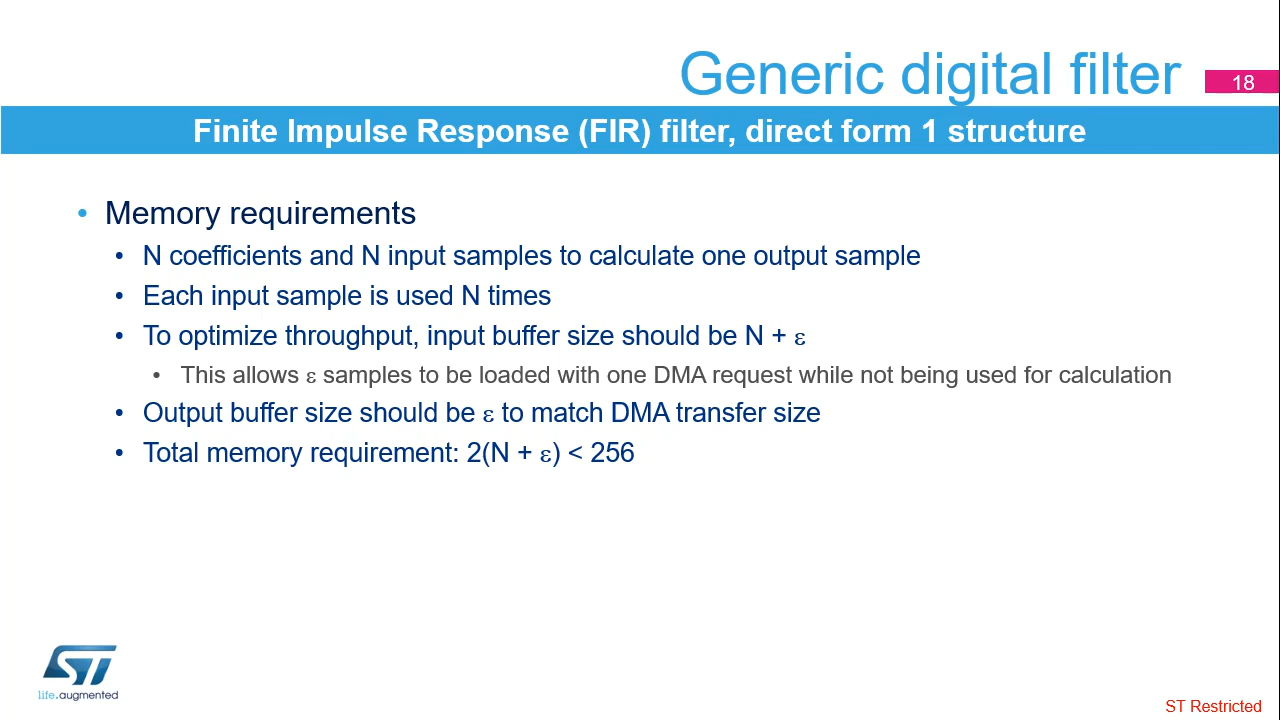 Generic digital filter
18
Finite Impulse Response (FIR) filter, direct form 1 structure
• Memory requirements
• N coefficients and N input samples to calculate one output sample
• Each input sample is used N times
• To optimize throughput, input buffer size should be N + ε
• This allows ε samples to be loaded with one DMA request while not being used for calculation
• Output buffer size should be ε to match DMA transfer size
• Total memory requirement: 2(N + ε) < 256
ST
life.augmented
ST Restricted